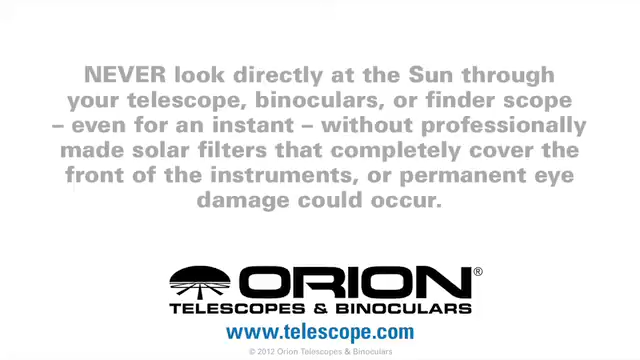 NEVER look directly at the Sun through
your telescope, binoculars, or finder scope
– even for an instant – without professionally
made solar filters that completely cover the
front of the instruments, or permanent eye
damage could occur.
ORION®
TELESCOPES & BINOCULARS
www.telescope.com
© 2012 Orion Telescopes & Binoculars